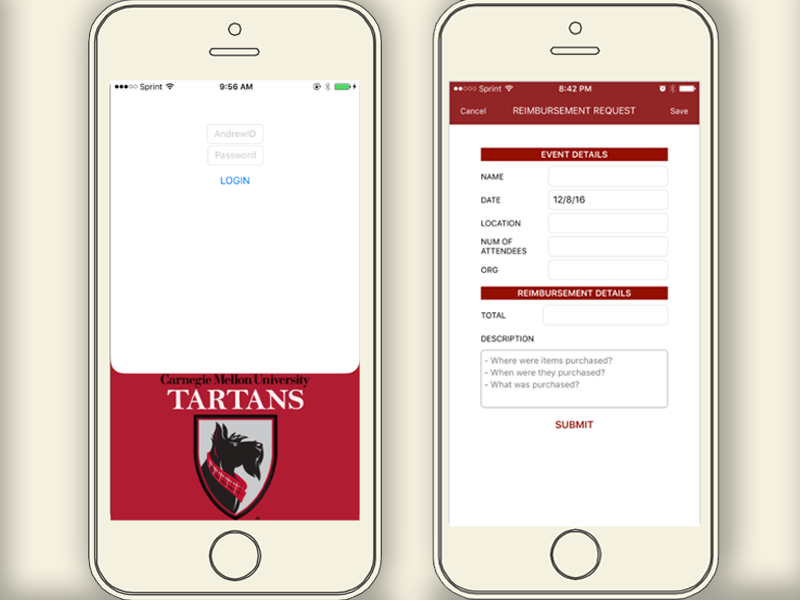 Sprint 9:56 AM
AndrewID
Password
LOGIN
Carnegie Mellon University
TARTANS
Sprint 8:42 PM
Cancel REIMBURSEMENT REQUEST Save
EVENT DETAILS
NAME
DATE 12/8/16
LOCATION
NUM OF
ATTENDEES
ORG
REIMBURSEMENT DETAILS
TOTAL
DESCRIPTION
- Where were items purchased?
- When were they purchased?
- What was purchased?
SUBMIT